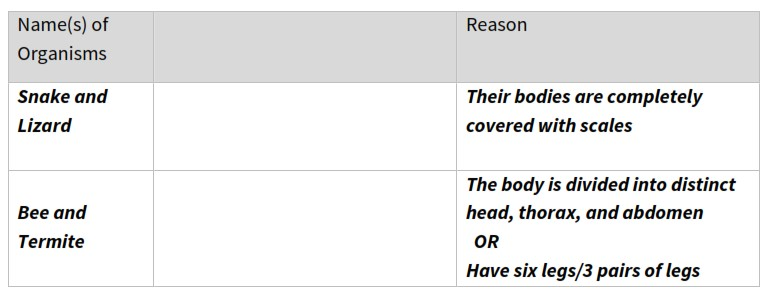 Name(s) of
Organisms
Reason
Snake and
Lizard
Their bodies are completely
covered with scales
Bee and
Termite
The body is divided into distinct
head, thorax, and abdomen
OR
Have six legs/3 pairs of legs